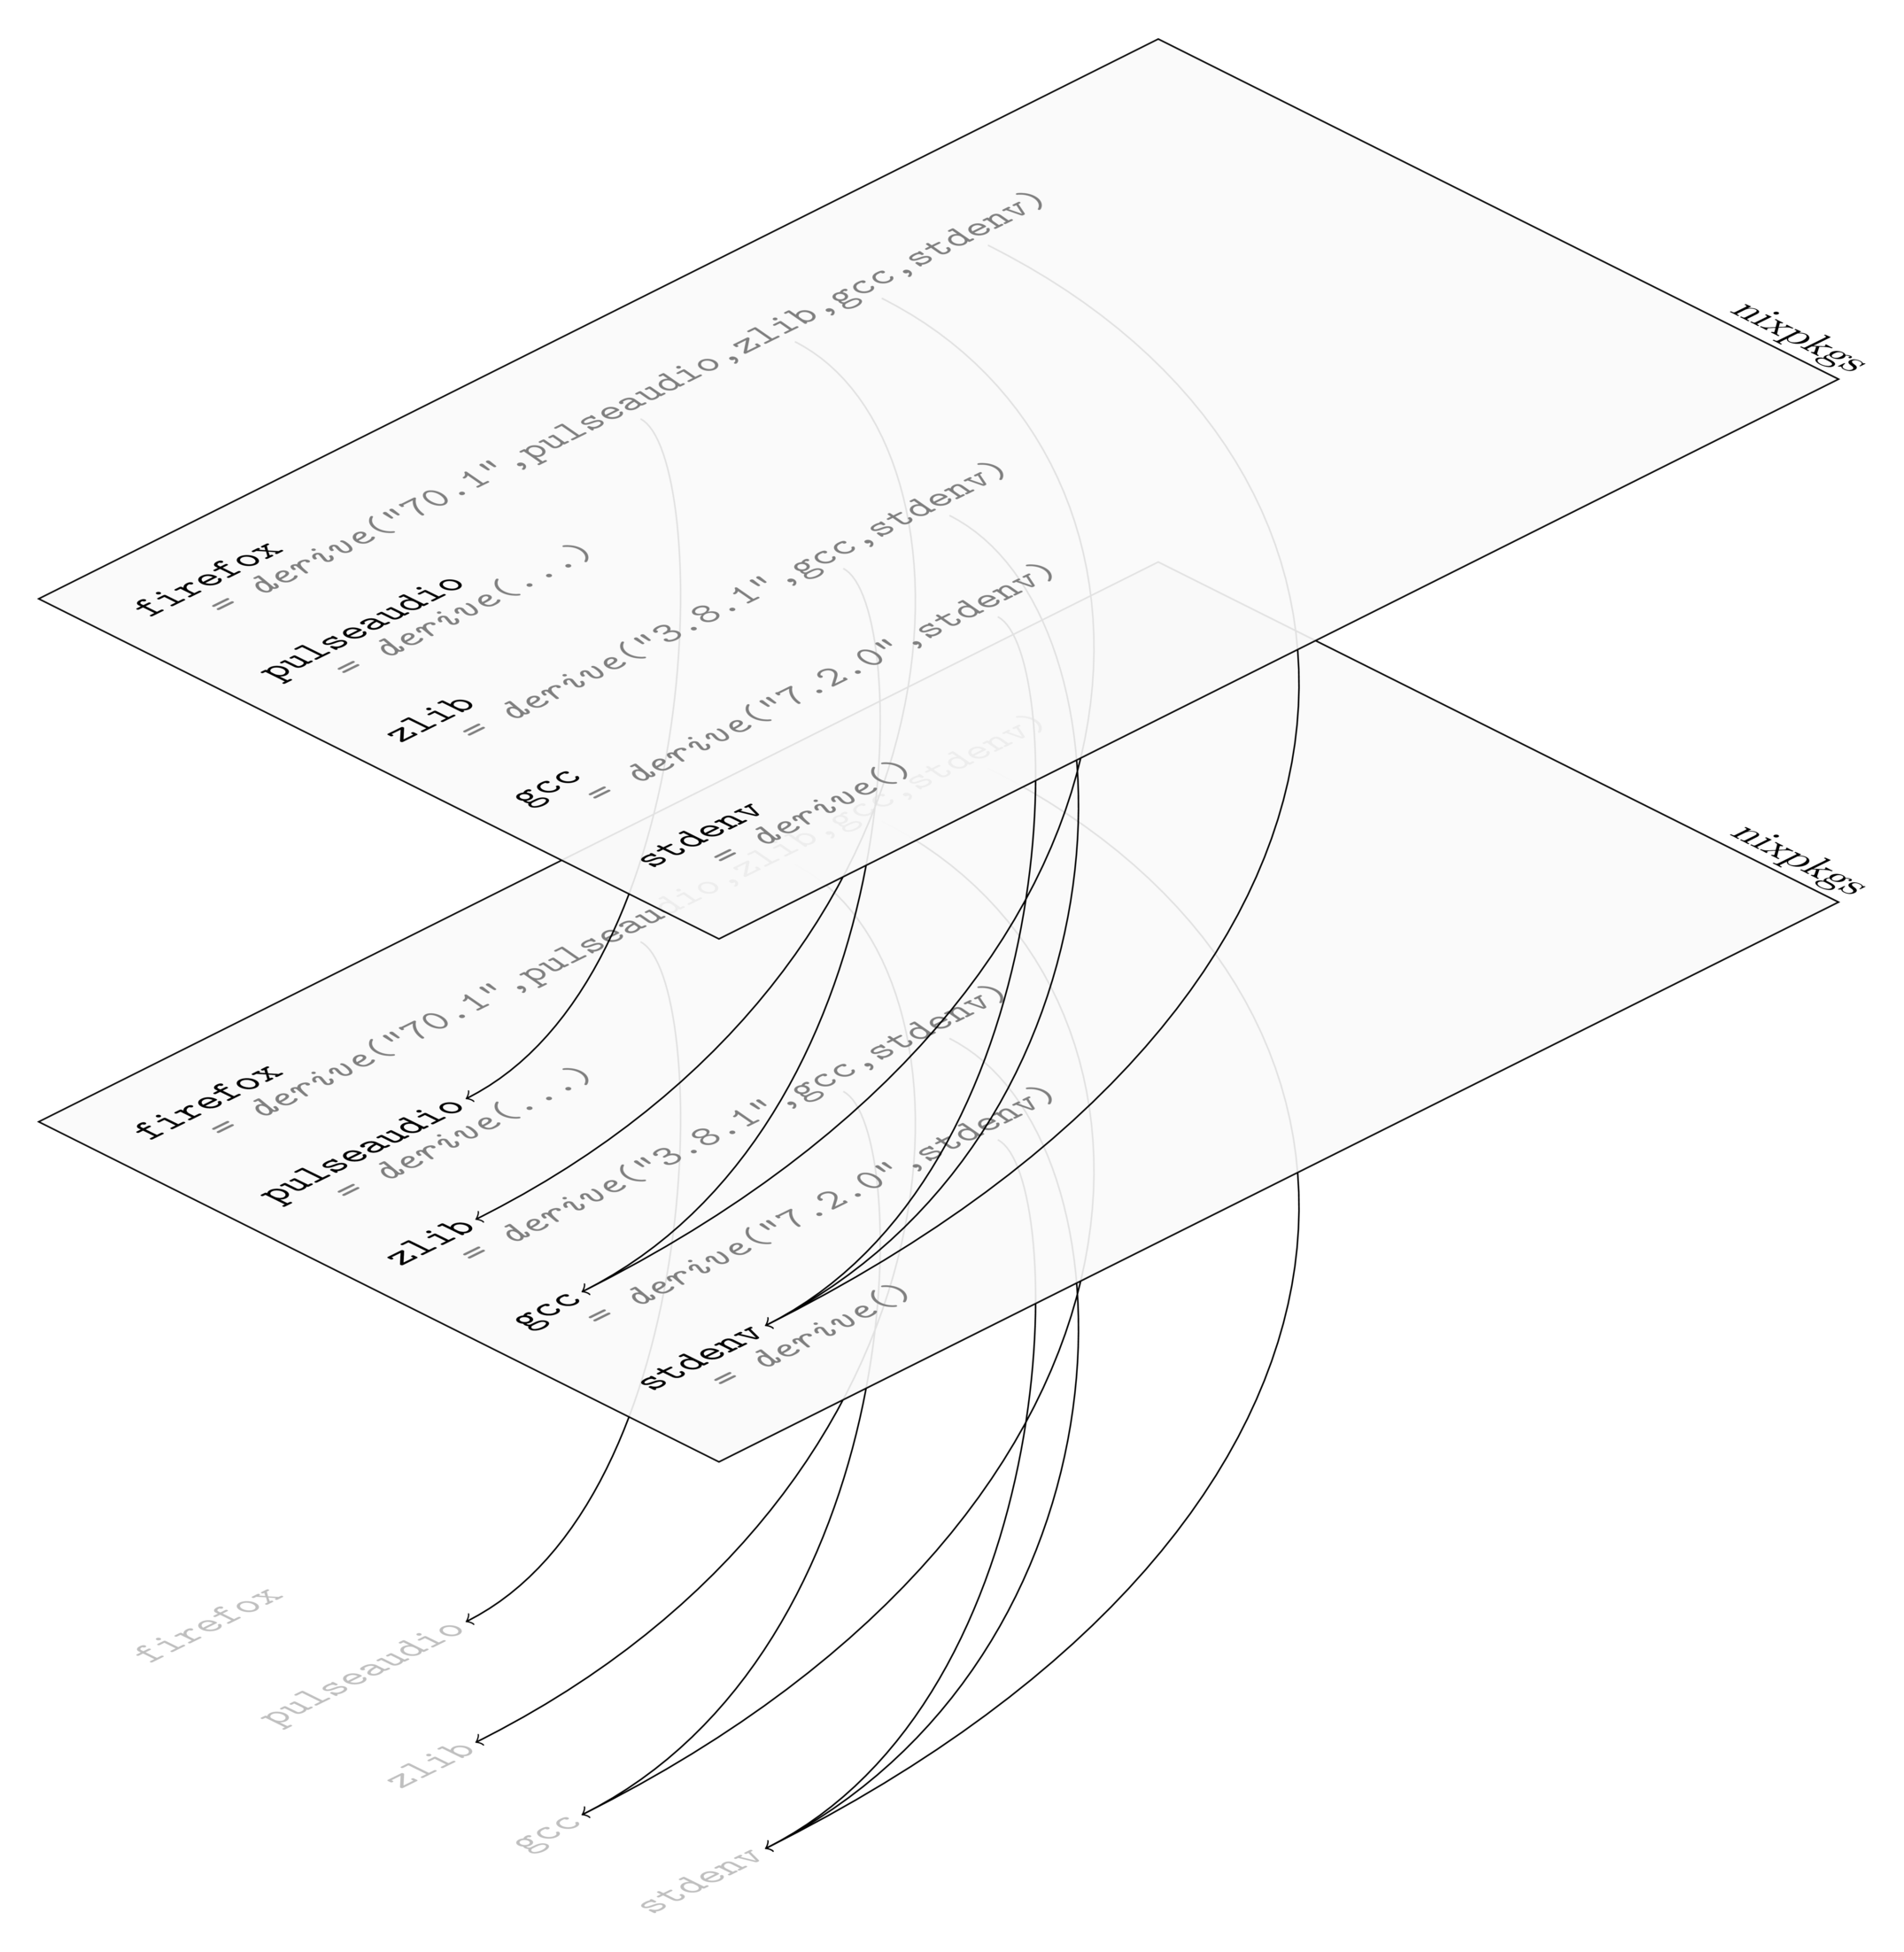 nixpkgs
firefox
= derive("70.1",pulseaudio,zlib,gcc,stdenv)
pulseaudio
= derive(...)
zlib
= derive("3.8.1",gcc,stdenv)
gcc
= derive("7.2.0",stdenv)
stdenv
= derive()
nixpkgs
firefox
= derive("70.1",pulseaudio,zlib,gcc,stdenv)
pulseaudio
= derive(...)
zlib
= derive("3.8.1",gcc,stdenv)
gcc
= derive("7.2.0",stdenv)
stdenv
= derive()
firefox
pulseaudio
zlib
gcc
stdenv